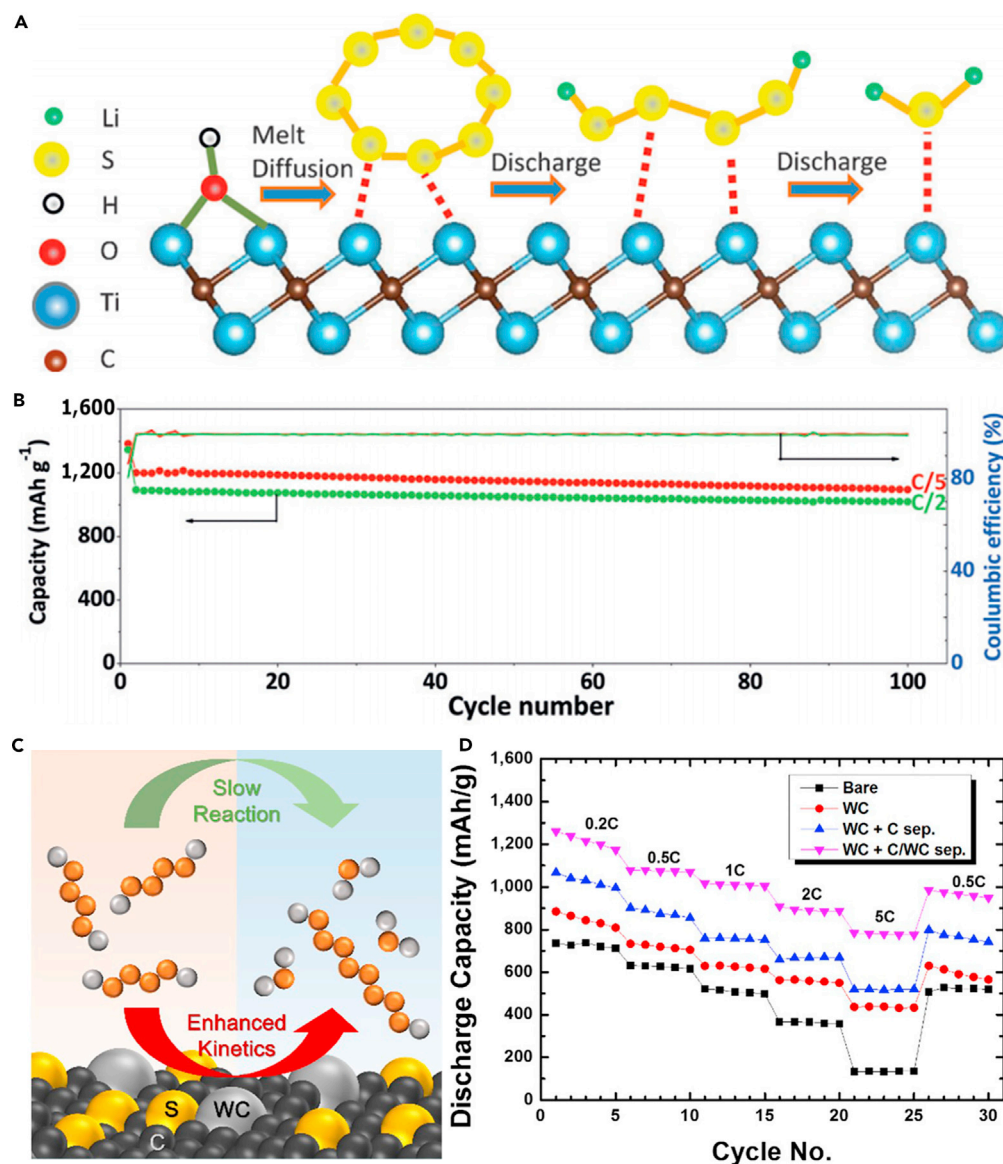 A
Li
S
H
O
Ti
C
Melt
Diffusion
Discharge
Discharge
B
1,600
1,200
800
400
0
Capacity (mAh g⁻¹)
0
20
40
60
80
100
Cycle number
C/5
C/2
80
40
0
Coulumbic efficiency (%)
C
Slow
Reaction
Enhanced
Kinetics
S
WC
C
D
1,600
1,400
1,200
1,000
800
600
400
200
0
Discharge Capacity (mAh/g)
Bare
WC
WC + C sep.
WC + C/WC sep.
0.2C
0.5C
1C
2C
5C
0.5C
0
5
10
15
20
25
30
Cycle No.